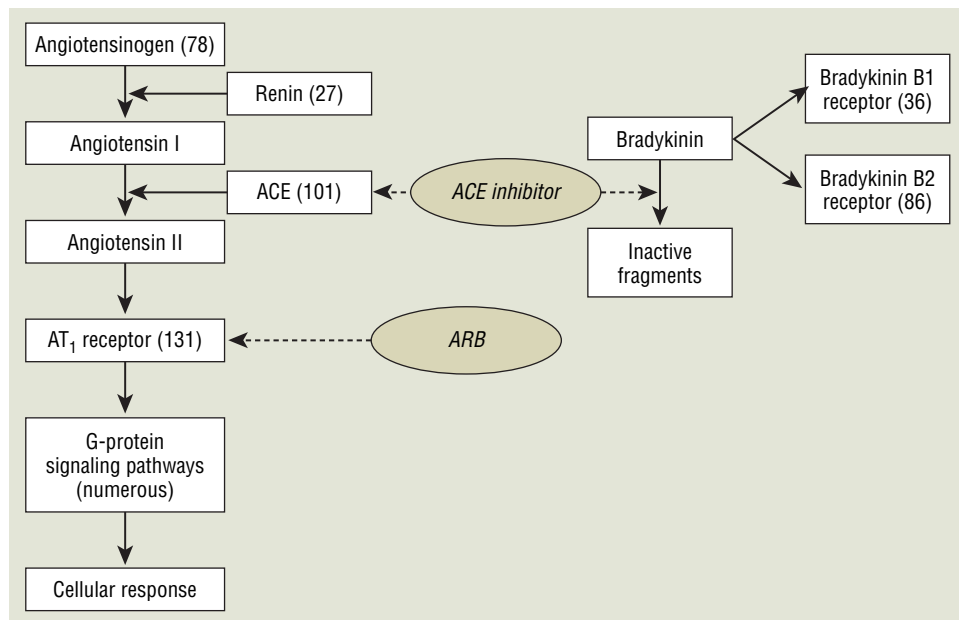 Angiotensinogen (78)
Renin (27)
Angiotensin I
ACE (101)
ACE inhibitor
Bradykinin
Bradykinin B1
receptor (36)
Bradykinin B2
receptor (86)
Angiotensin II
Inactive
fragments
AT1 receptor (131)
ARB
G-protein
signaling pathways
(numerous)
Cellular response